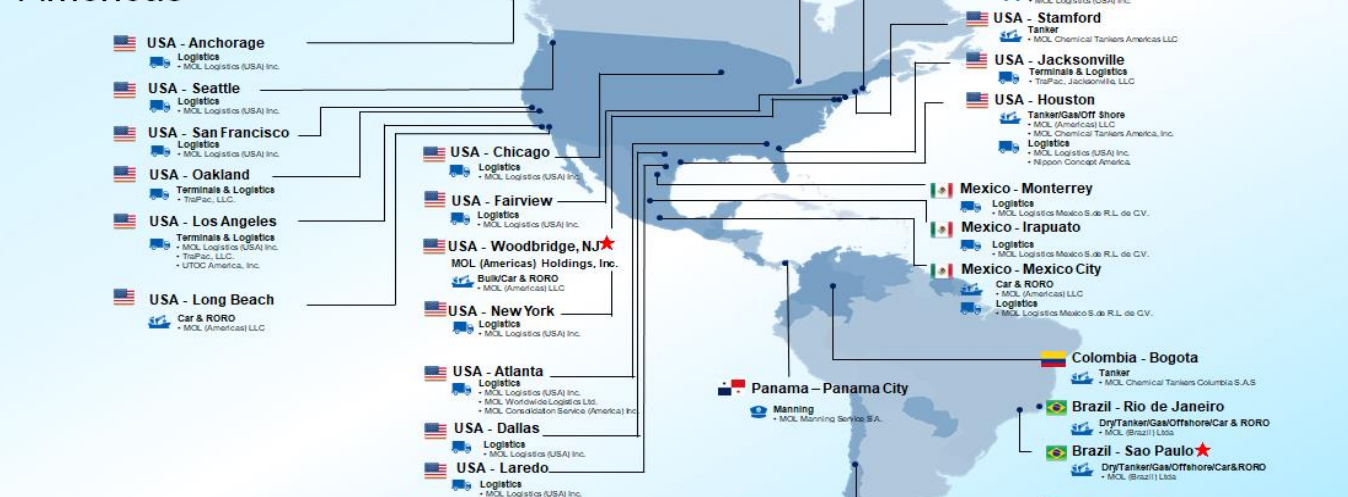 Americas
USA - Anchorage
Logistics
• MOL Logistics (USA) Inc.
USA - Seattle
Logistics
• MOL Logistics (USA) Inc.
USA - San Francisco
Logistics
• MOL Logistics (USA) Inc.
USA - Oakland
Terminals & Logistics
• TraPac, LLC.
USA - Los Angeles
Terminals & Logistics
• MOL Logistics (USA) Inc.
• TraPac, LLC.
• UTOC America, Inc.
USA - Long Beach
Car & RORO
• MOL (Americas) LLC
USA - Chicago
Logistics
• MOL Logistics (USA) Inc.
USA - Fairview
Logistics
• MOL Logistics (USA) Inc.
USA - Woodbridge, NJ
MOL (Americas) Holdings, Inc.
Bulk/Car & RORO
• MOL (Americas) LLC
USA - New York
Logistics
• MOL Logistics (USA) Inc.
USA - Atlanta
Logistics
• MOL Logistics (USA) Inc.
• MOL Worldwide Logistics Ltd.
• MOL Consolidation Service (America) Inc.
USA - Dallas
Logistics
• MOL Logistics (USA) Inc.
USA - Laredo
Logistics
• MOL Logistics (USA) Inc.
• MOL Logistics (USA) Inc.
USA - Stamford
Tanker
• MOL Chemical Tankers Americas LLC
USA - Jacksonville
Terminals & Logistics
• TraPac, Jacksonville, LLC
USA - Houston
Tanker/Gas/Off Shore
• MOL (Americas) LLC
• MOL Chemical Tankers America, Inc.
Logistics
• MOL Logistics (USA) Inc.
• Nippon Concept America.
Mexico - Monterrey
Logistics
• MOL Logistics Mexico S.de R.L. de C.V.
Mexico - Irapuato
Logistics
• MOL Logistics Mexico S.de R.L. de C.V.
Mexico - Mexico City
Car & RORO
• MOL (Americas) LLC
Logistics
• MOL Logistics Mexico S.de R.L. de C.V.
Panama – Panama City
Manning
• MOL Manning Service S.A.
Colombia - Bogota
Tanker
• MOL Chemical Tankers Columbia S.A.S
Brazil - Rio de Janeiro
Dry/Tanker/Gas/Offshore/Car & RORO
• MOL (Brazil) Ltda
Brazil - Sao Paulo
Dry/Tanker/Gas/Offshore/Car&RORO
• MOL (Brazil) Ltda